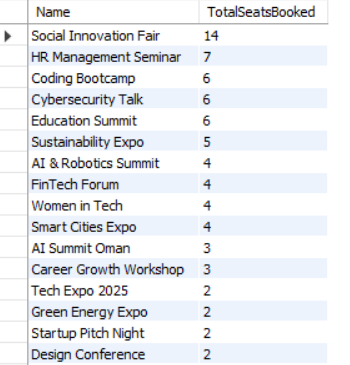 Name TotalSeatsBooked
Social Innovation Fair 14
HR Management Seminar 7
Coding Bootcamp 6
Cybersecurity Talk 6
Education Summit 6
Sustainability Expo 5
AI & Robotics Summit 4
FinTech Forum 4
Women in Tech 4
Smart Cities Expo 4
AI Summit Oman 3
Career Growth Workshop 3
Tech Expo 2025 2
Green Energy Expo 2
Startup Pitch Night 2
Design Conference 2